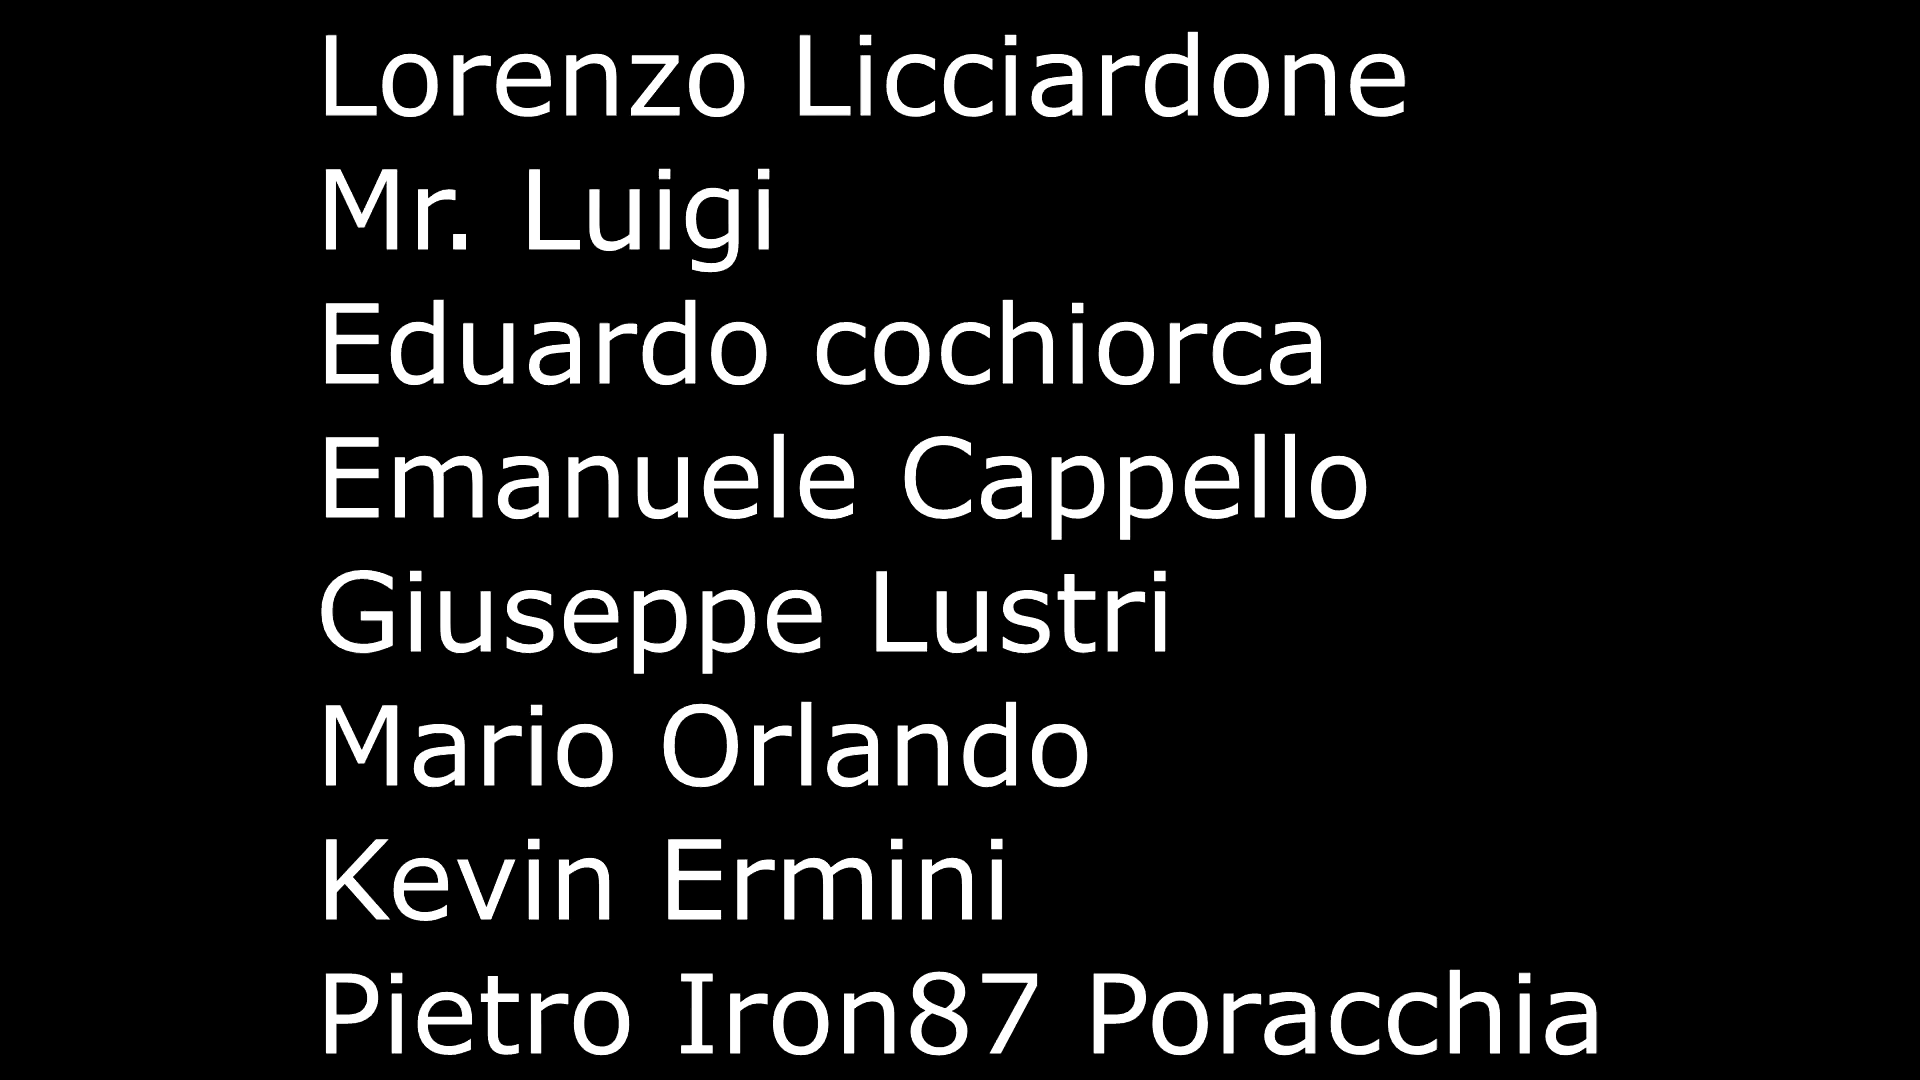 Lorenzo Licciardone
Mr. Luigi
Eduardo cochiorca
Emanuele Cappello
Giuseppe Lustri
Mario Orlando
Kevin Ermini
Pietro Iron87 Poracchia